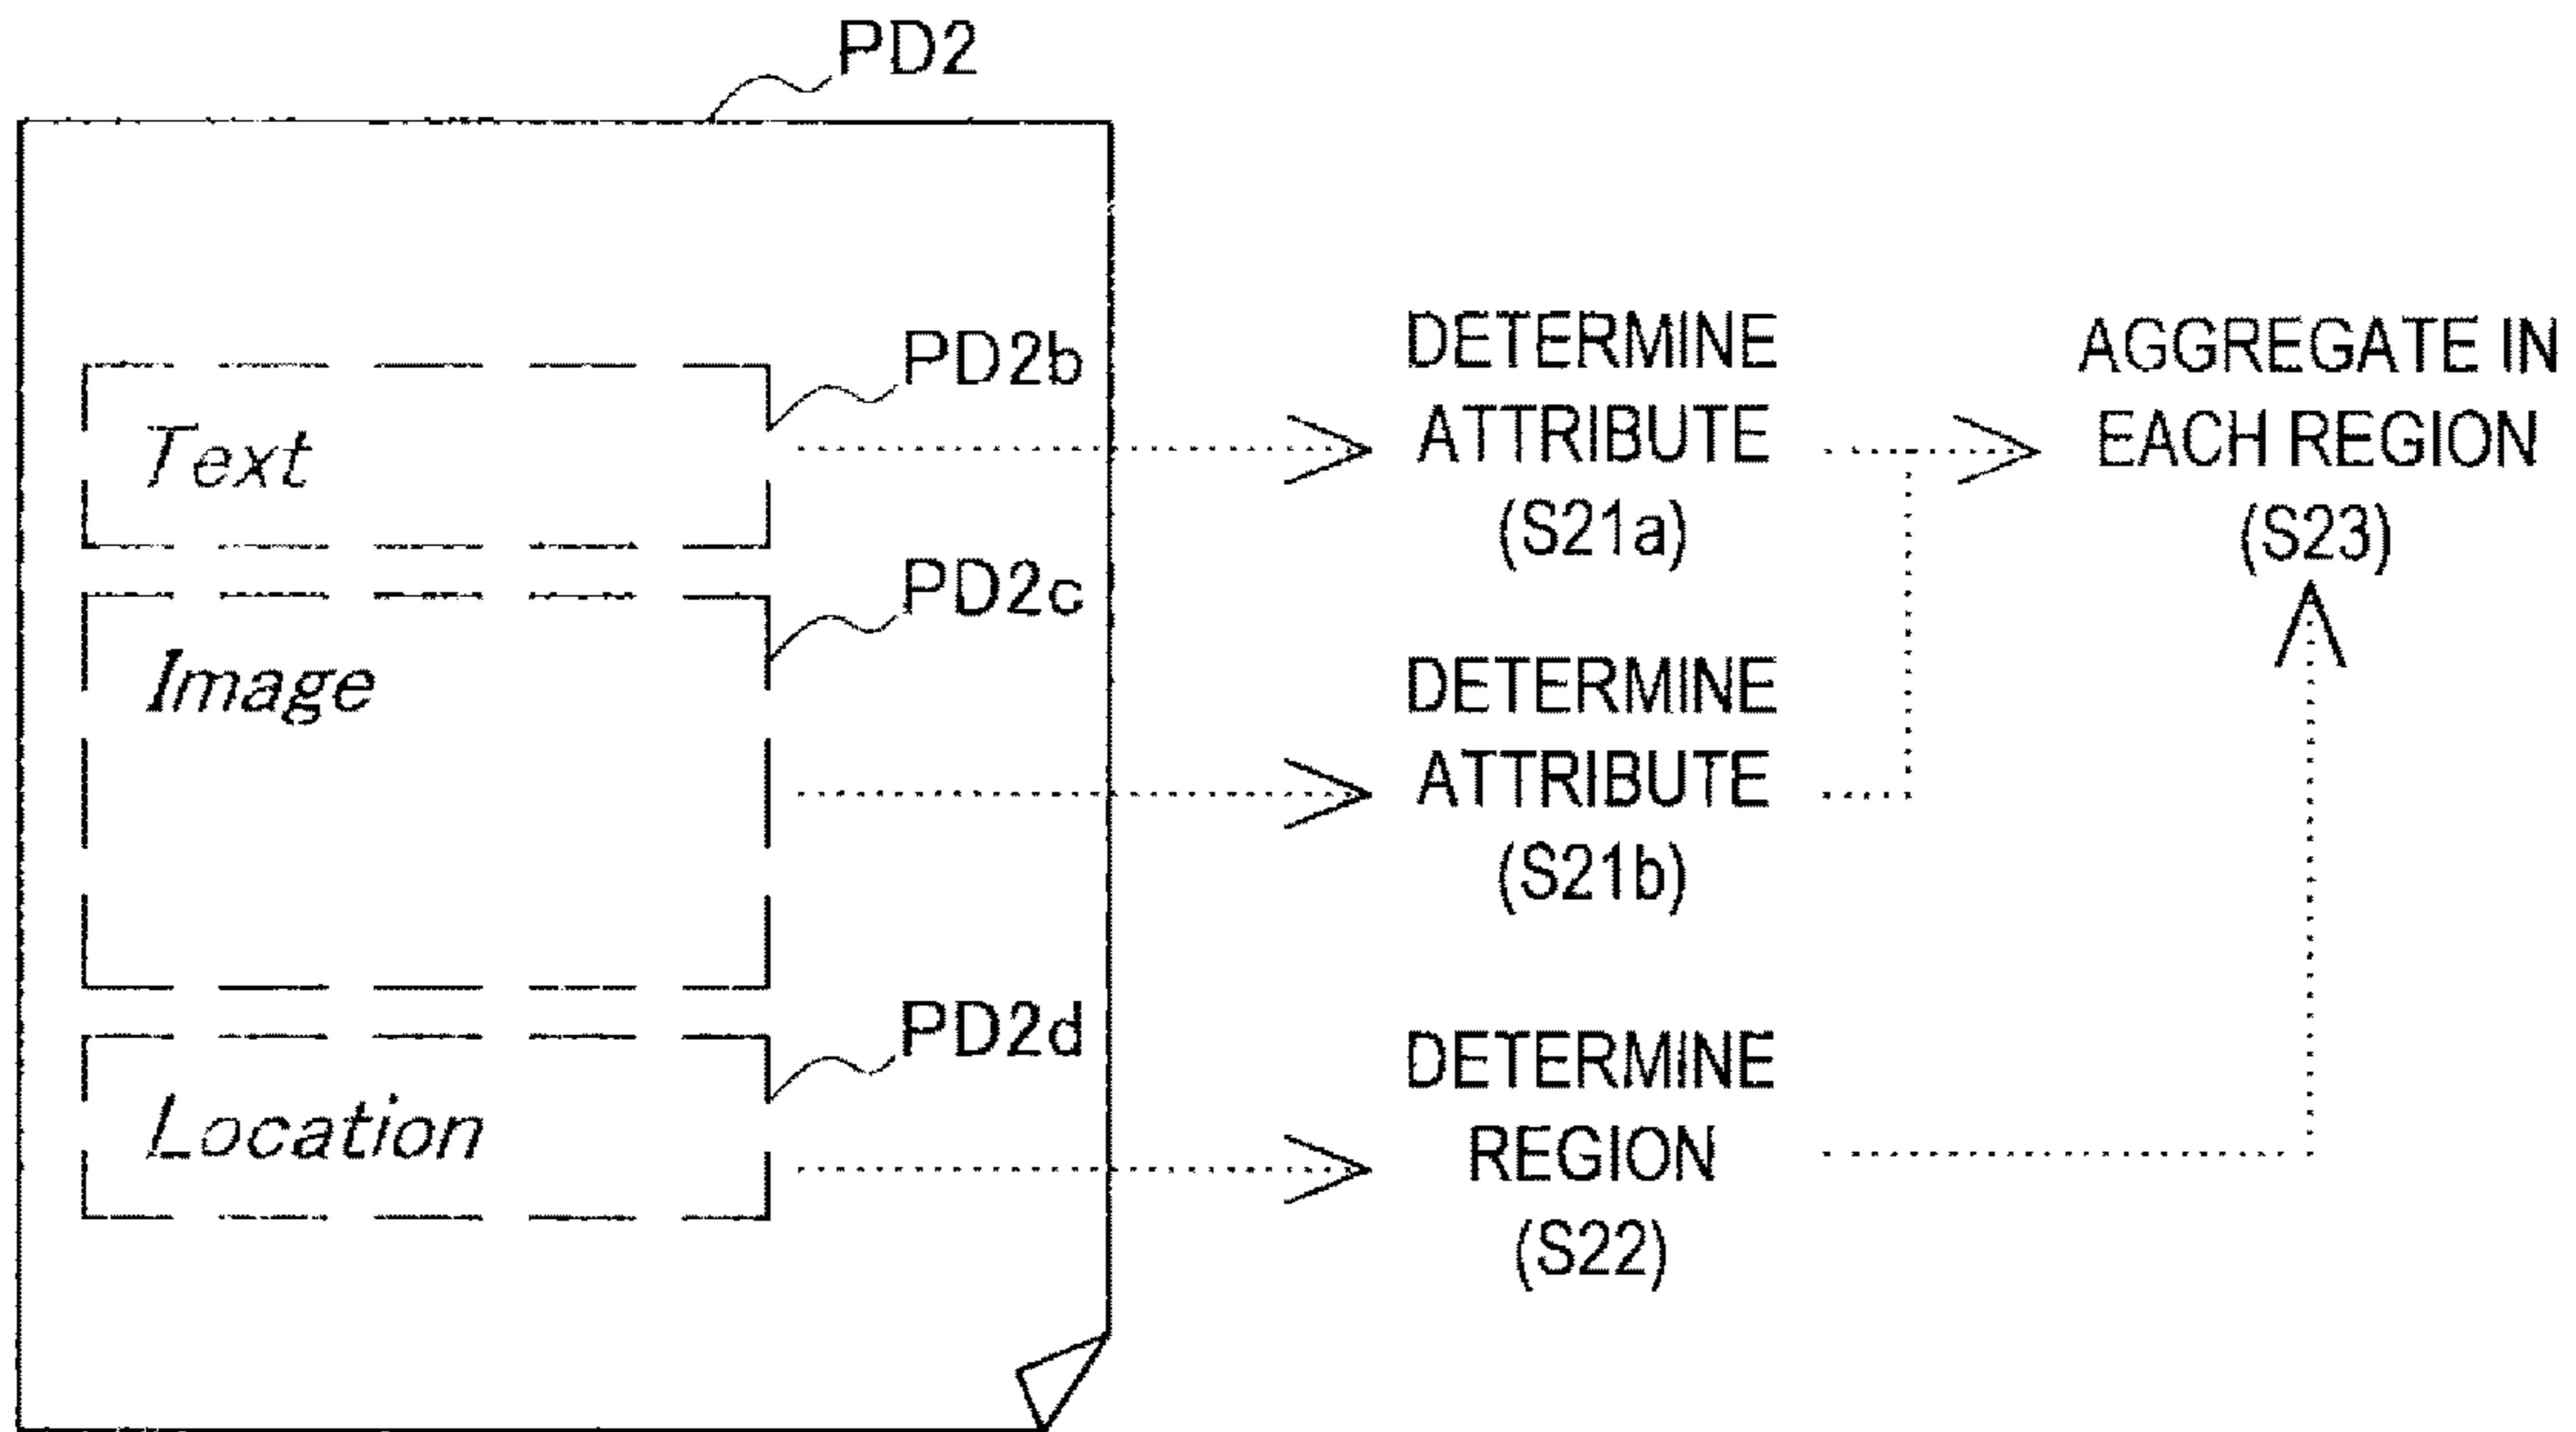 PD2
PD2b
Text
PD2c
Image
PD2d
Location
DETERMINE
ATTRIBUTE
(S21a)
DETERMINE
ATTRIBUTE
(S21b)
DETERMINE
REGION
(S22)
AGGREGATE IN
EACH REGION
(S23)